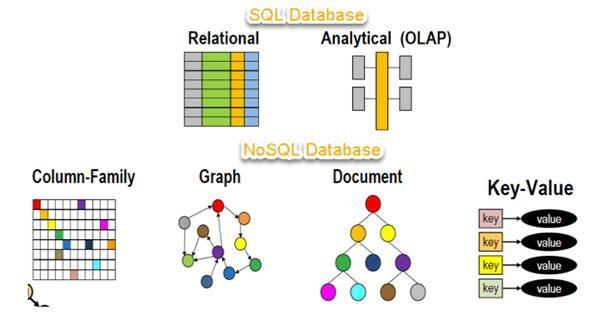 SQL Database
Relational
Analytical (OLAP)
NoSQL Database
Column-Family
Graph
Document
Key-Value
key value
key value
key value
key value